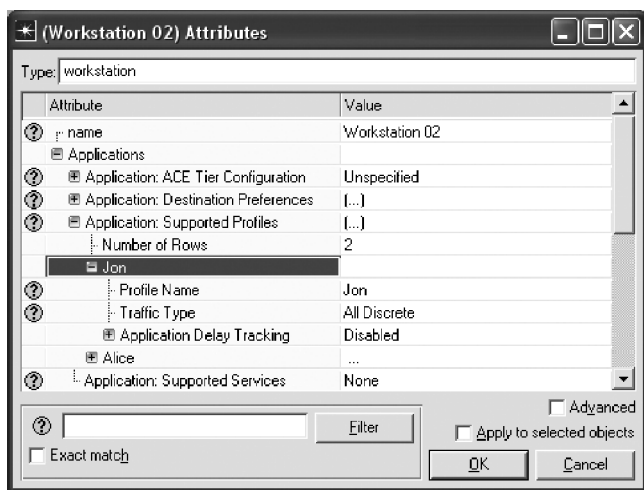 (Workstation 02) Attributes
Type: workstation
Attribute Value
name Workstation 02
Applications
Application: ACE Tier Configuration Unspecified
Application: Destination Preferences (...)
Application: Supported Profiles (...)
Number of Rows 2
Jon
Profile Name Jon
Traffic Type All Discrete
Application Delay Tracking Disabled
Alice ...
Application: Supported Services None
Advanced
Filter
Apply to selected objects
Exact match
OK Cancel